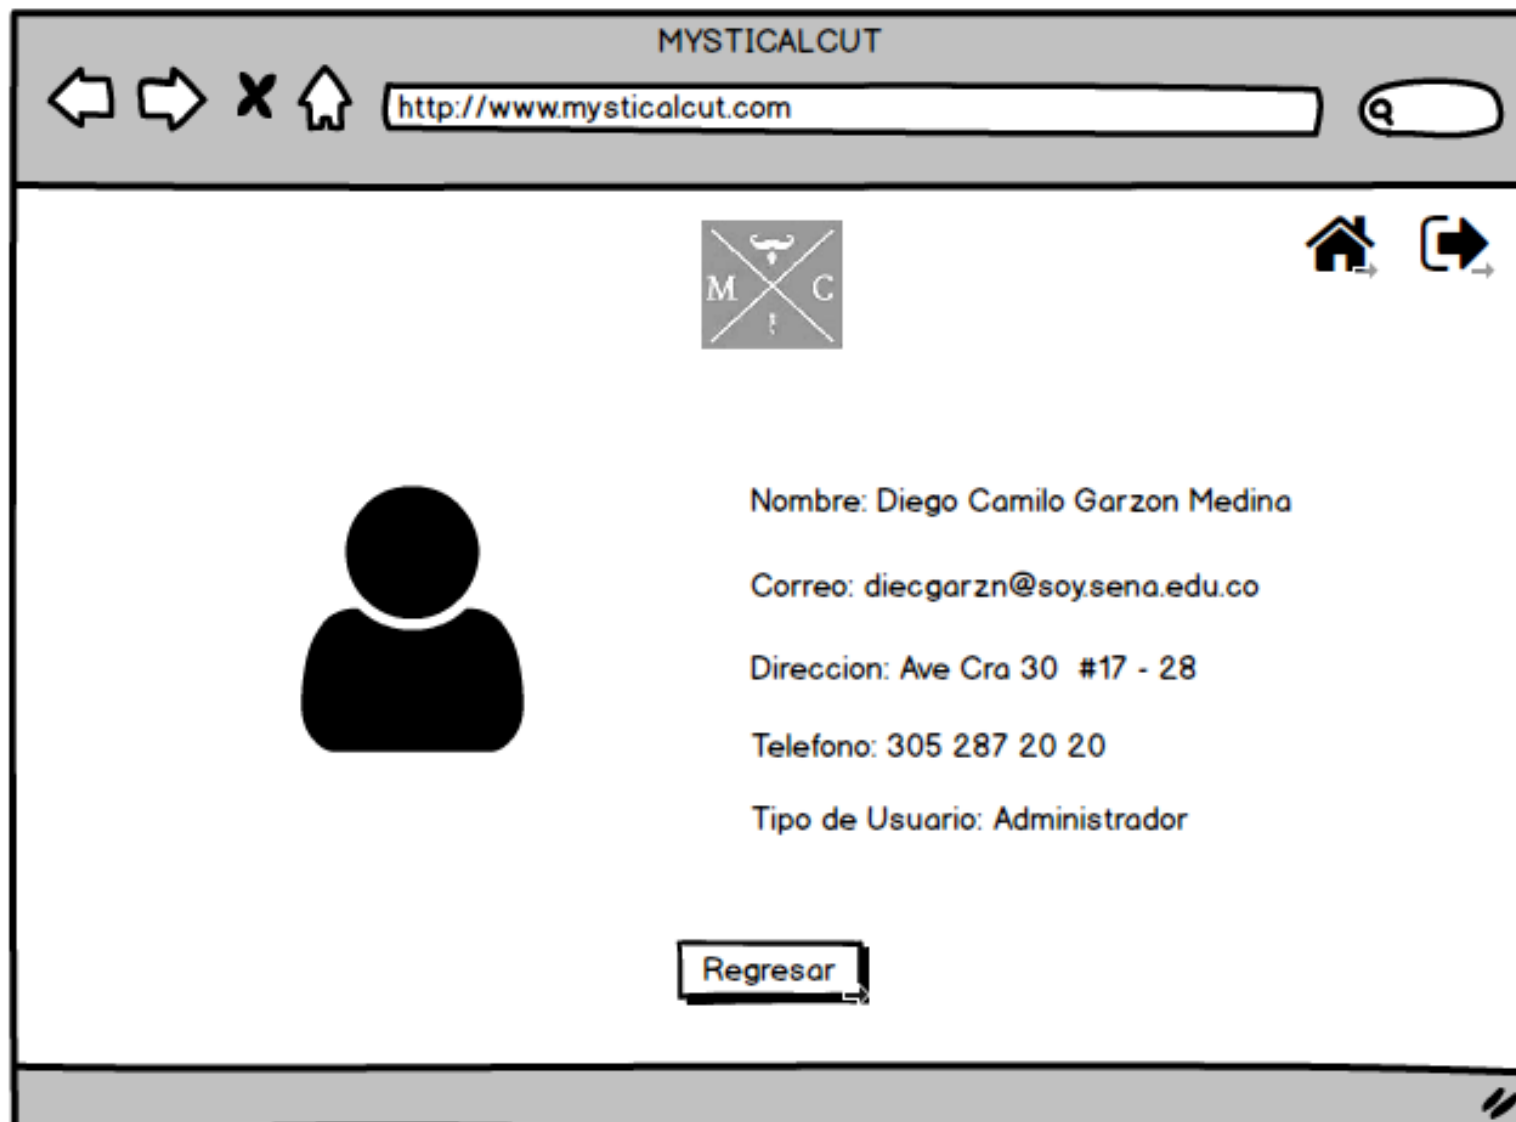 MYSTICALCUT
http://www.mysticalcut.com
M C
Nombre: Diego Camilo Garzon Medina
Correo: diecgarzn@soy.sena.edu.co
Direccion: Ave Cra 30 #17 - 28
Telefono: 305 287 20 20
Tipo de Usuario: Administrador
Regresar